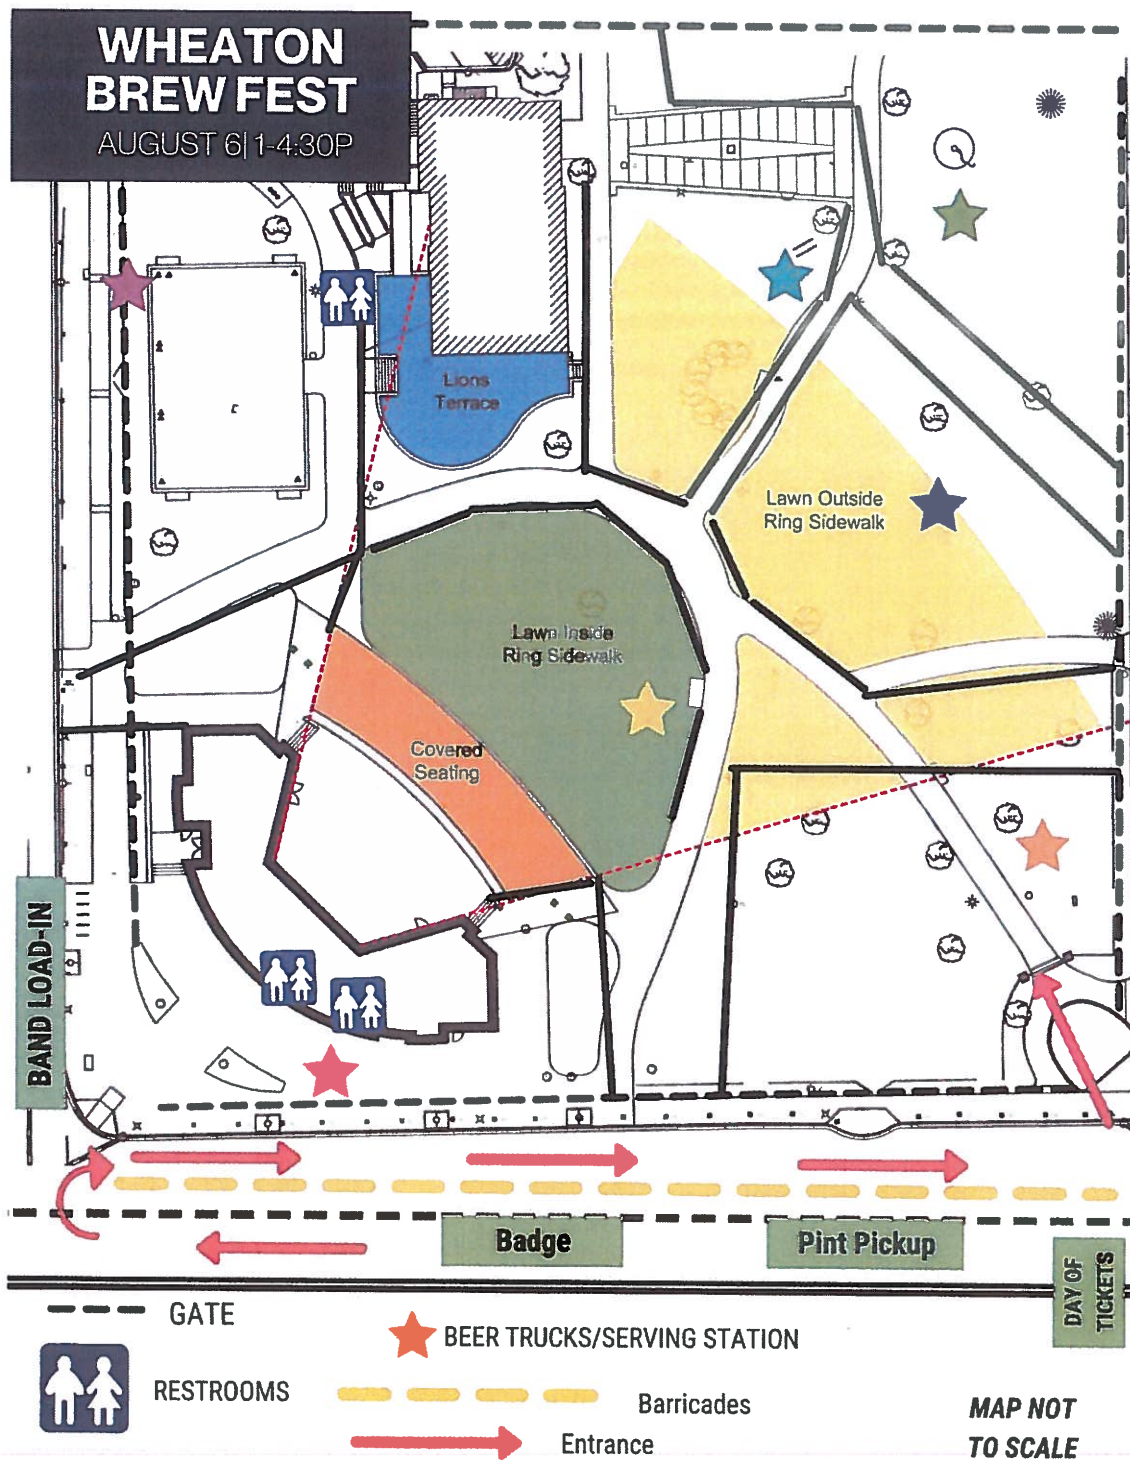 WHEATON
BREW FEST
AUGUST 6| 1-4:30P
Lions
Terrace
Lawn Outside
Ring Sidewalk
Lawn Inside
Ring Sidewalk
Covered
Seating
BAND LOAD-IN
Badge
Pint Pickup
DAY OF
TICKETS
GATE
BEER TRUCKS/SERVING STATION
RESTROOMS
Barricades
Entrance
MAP NOT
TO SCALE